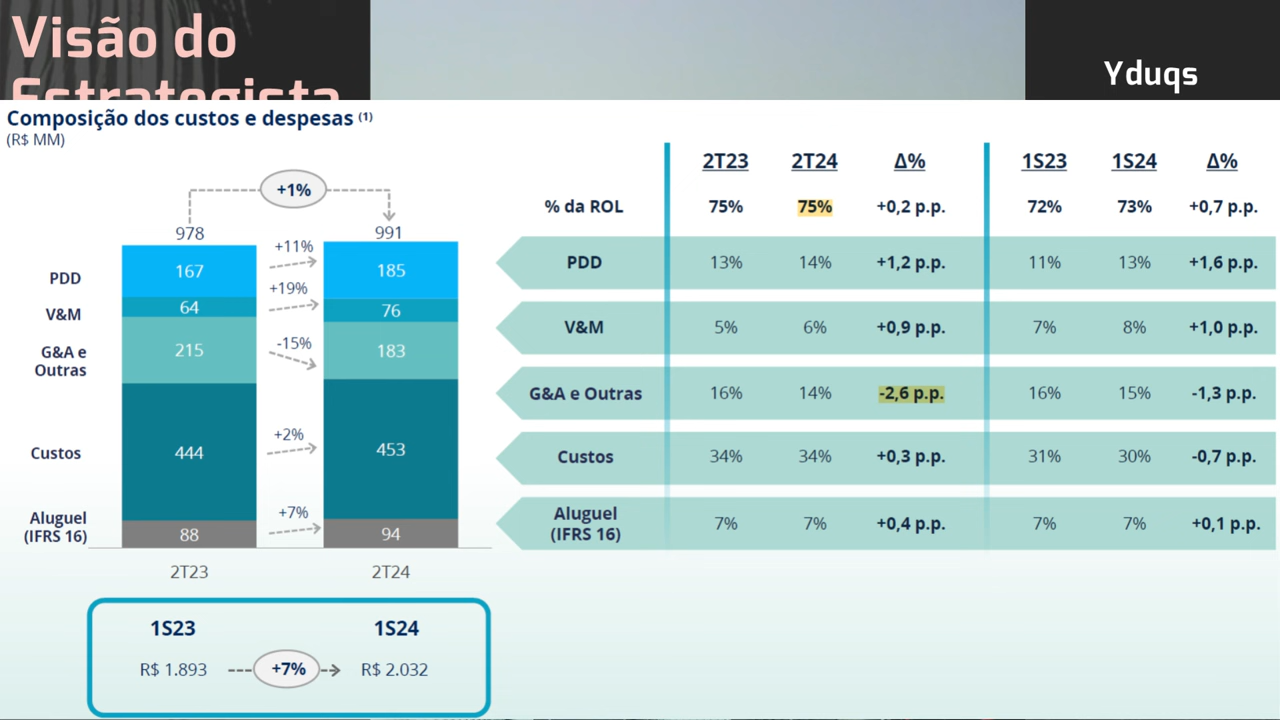 Visão do
Estrategista
Yduqs
Composição dos custos e despesas (1)
(R$ MM)
+1%
978
991
PDD
167
+11%
185
V&M
64
+19%
76
G&A e
Outras
215
-15%
183
Custos
444
+2%
453
Aluguel
(IFRS 16)
88
+7%
94
2T23
2T24
1S23
1S24
R$ 1.893
+7%
R$ 2.032
2T23 2T24 Δ% 1S23 1S24 Δ%
% da ROL 75% 75% +0,2 p.p. 72% 73% +0,7 p.p.
PDD 13% 14% +1,2 p.p. 11% 13% +1,6 p.p.
V&M 5% 6% +0,9 p.p. 7% 8% +1,0 p.p.
G&A e Outras 16% 14% -2,6 p.p. 16% 15% -1,3 p.p.
Custos 34% 34% +0,3 p.p. 31% 30% -0,7 p.p.
Aluguel
(IFRS 16) 7% 7% +0,4 p.p. 7% 7% +0,1 p.p.